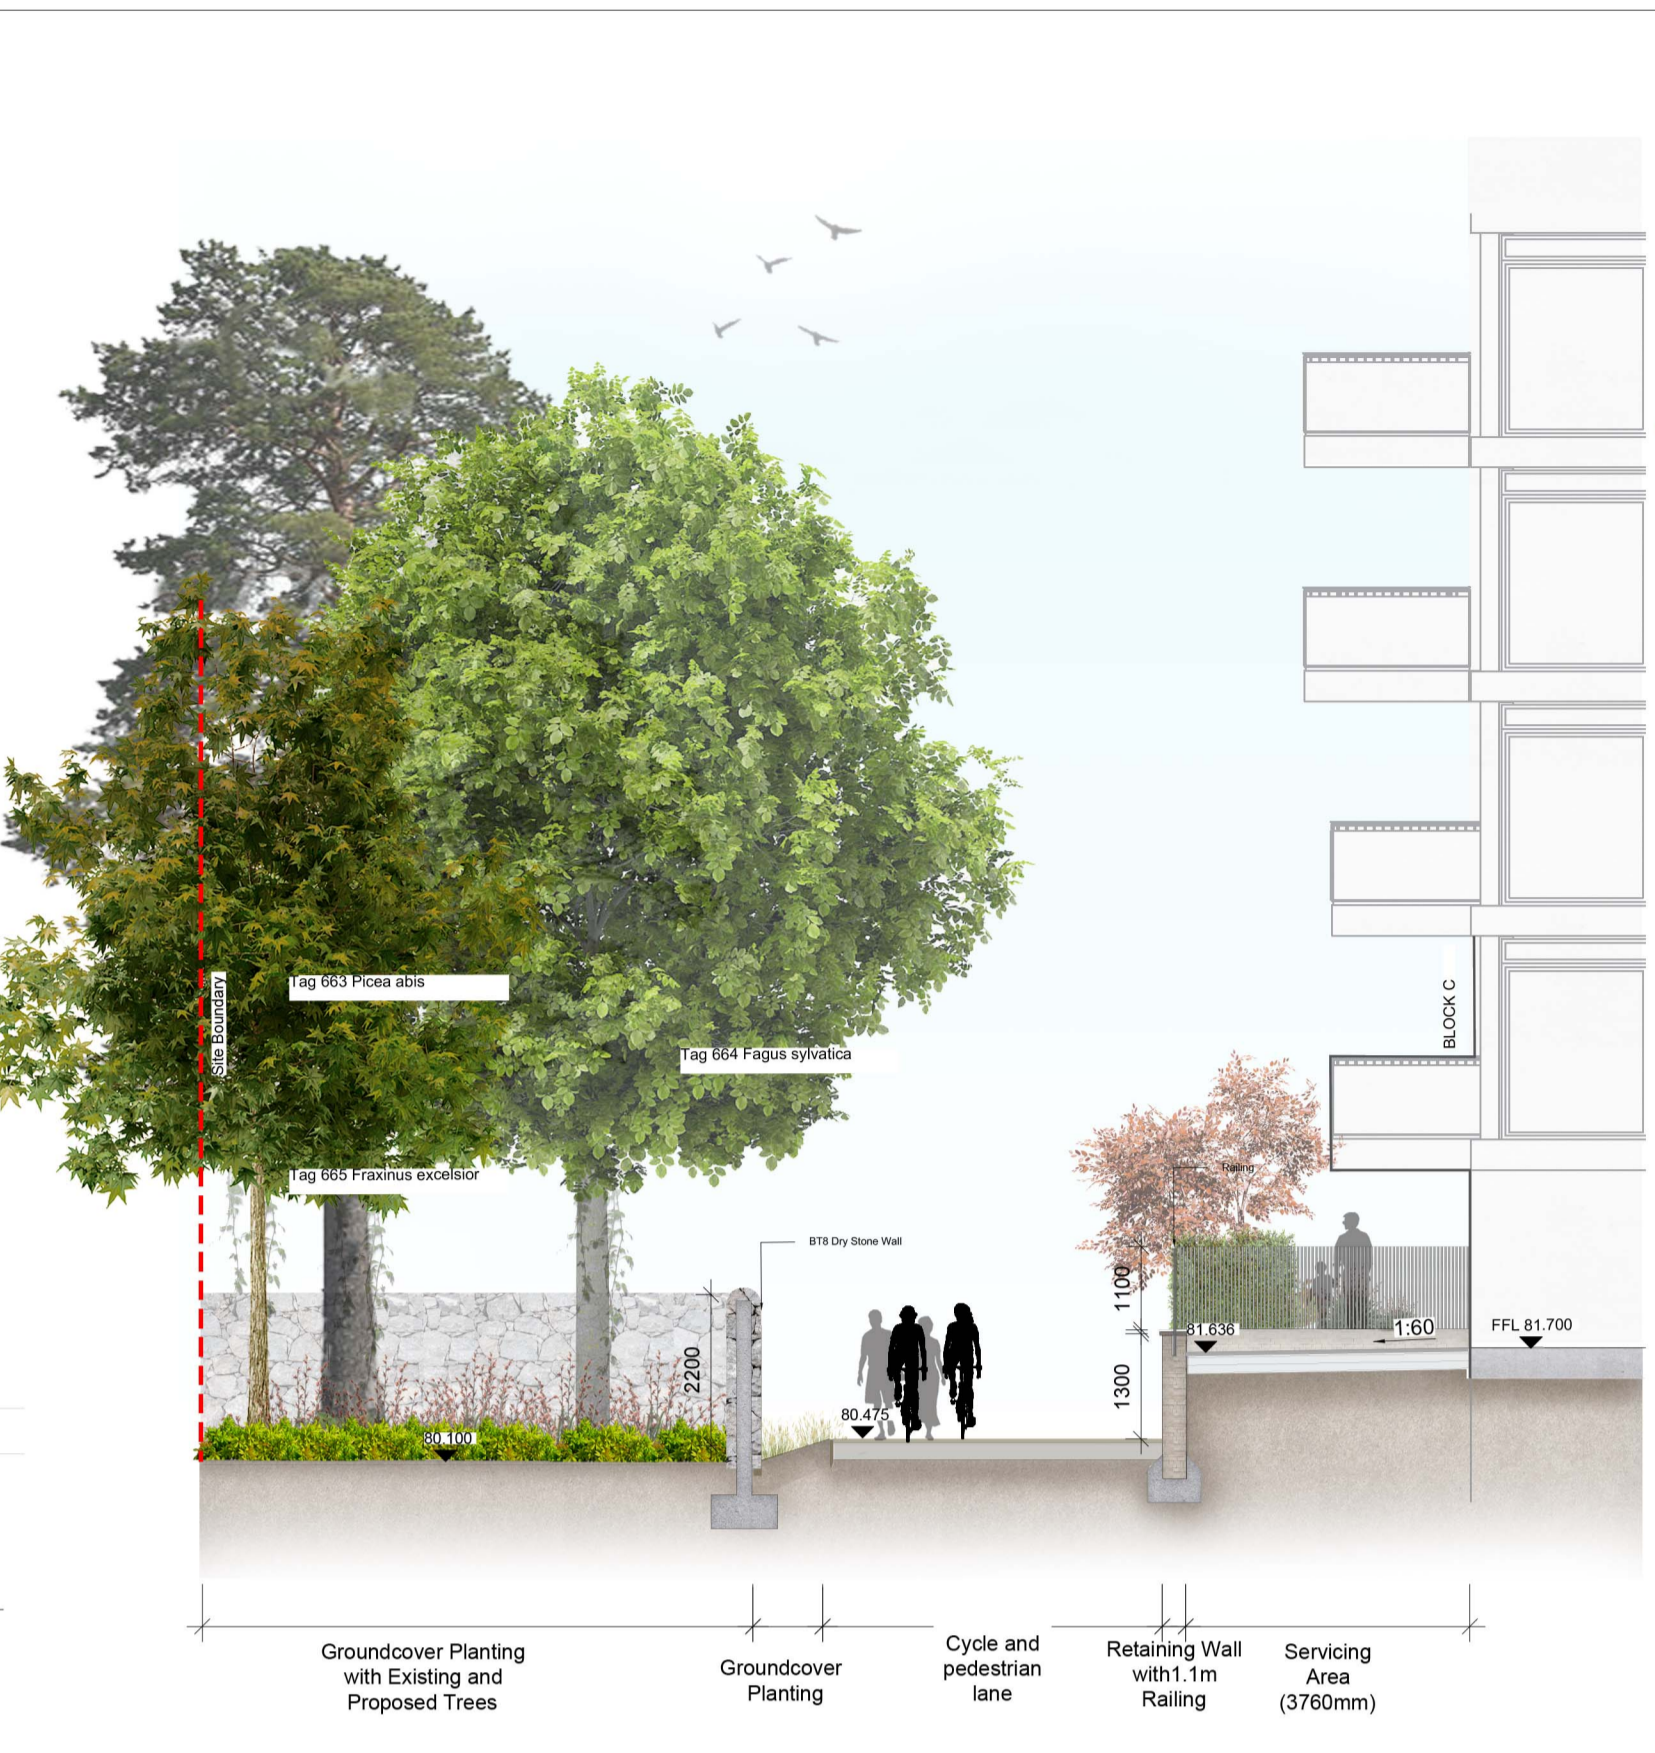 Tag 663 Picea abis
Site Boundary
BLOCK C
Tag 664 Fagus sylvatica
Tag 665 Fraxinus excelsior
Railing
BT8 Dry Stone Wall
1100
81.636
1:60
FFL 81.700
2200
1300
80.475
80.100
Groundcover Planting
with Existing and
Proposed Trees
Groundcover
Planting
Cycle and
pedestrian
lane
Retaining Wall
with1.1m
Railing
Servicing
Area
(3760mm)